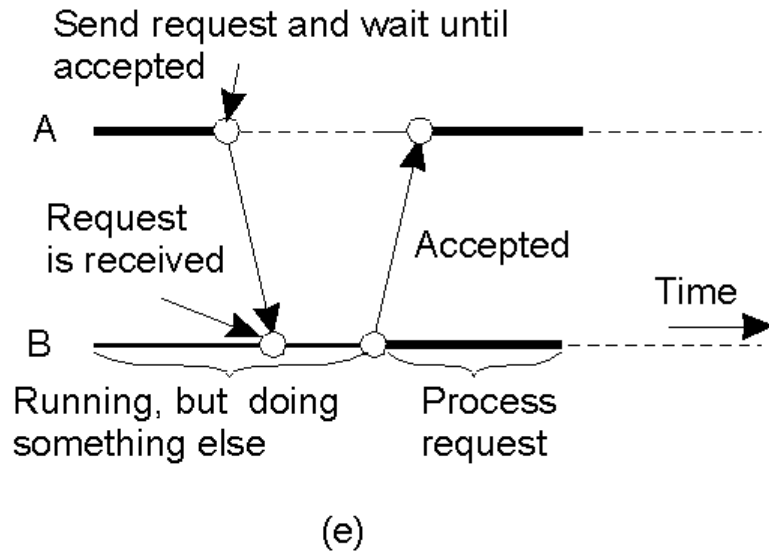 Send request and wait until
accepted
A
Request
is received
Accepted
Time
B
Running, but doing
something else
Process
request
(e)